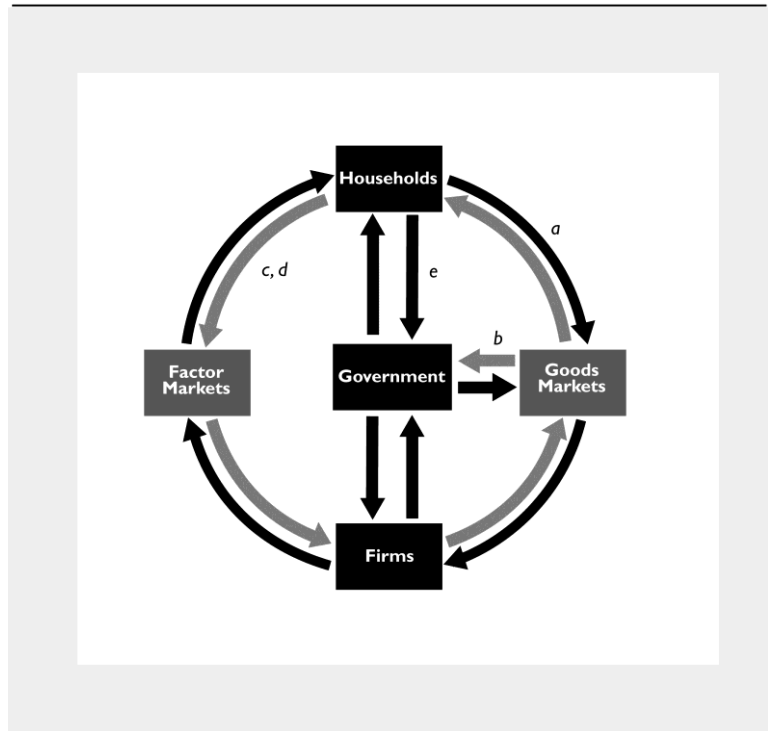 Households
a
c, d
e
b
Factor
Markets
Government
Goods
Markets
Firms